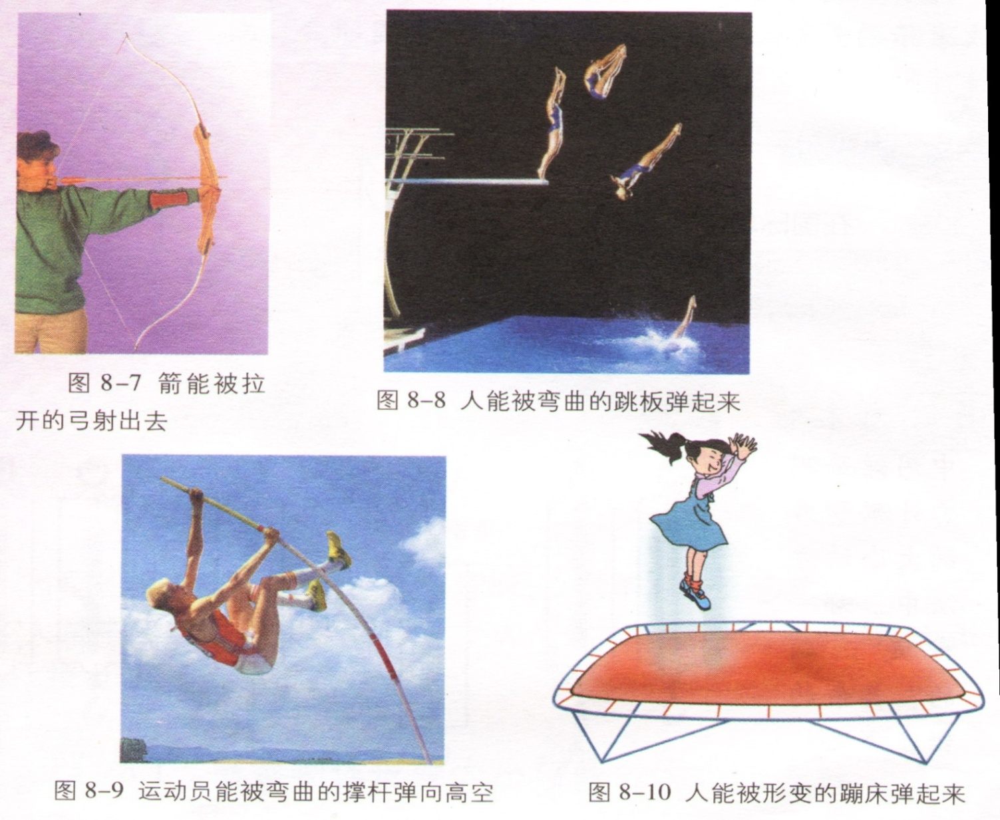 图 8-7 箭能被拉
开的弓射出去
图 8-8 人能被弯曲的跳板弹起来
图 8-9 运动员能被弯曲的撑杆弹向高空
图 8-10 人能被形变的蹦床弹起来